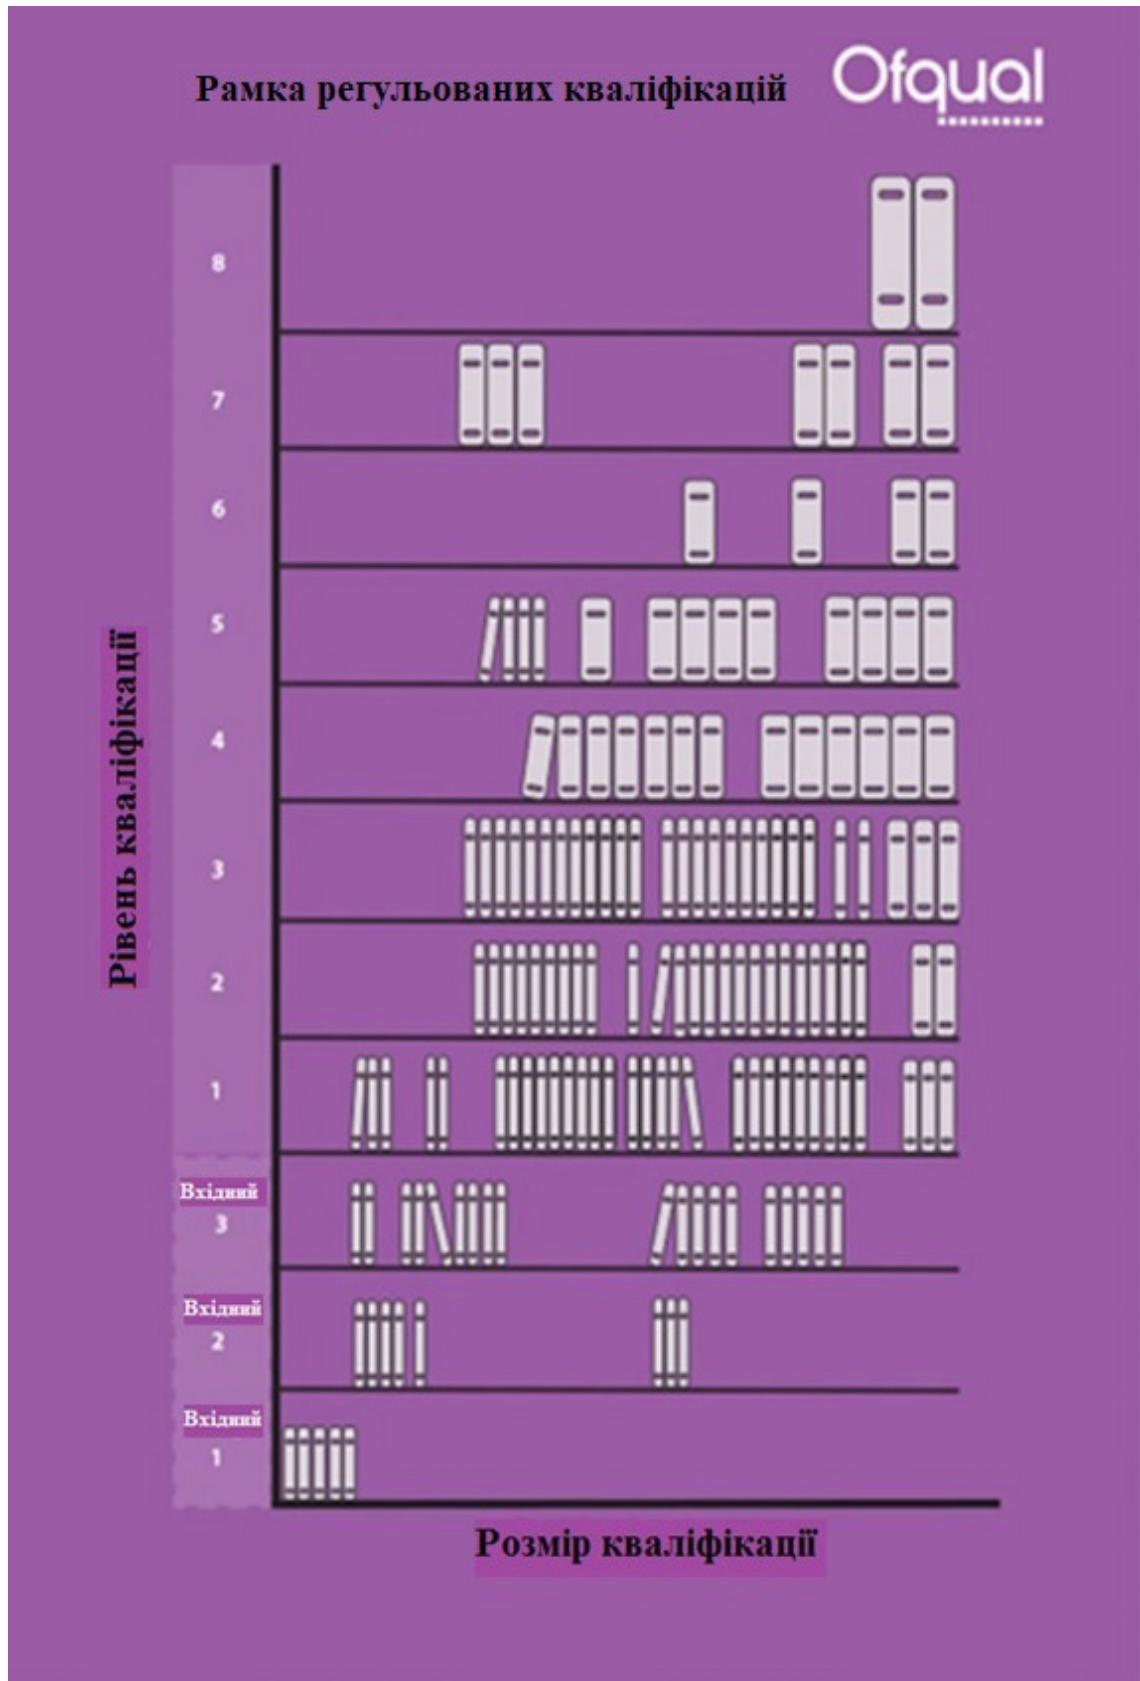 Рамка регульованих кваліфікацій
Ofqual
8
7
6
5
4
3
2
1
Вхідний
3
Вхідний
2
Вхідний
1
Рівень кваліфікації
Розмір кваліфікації